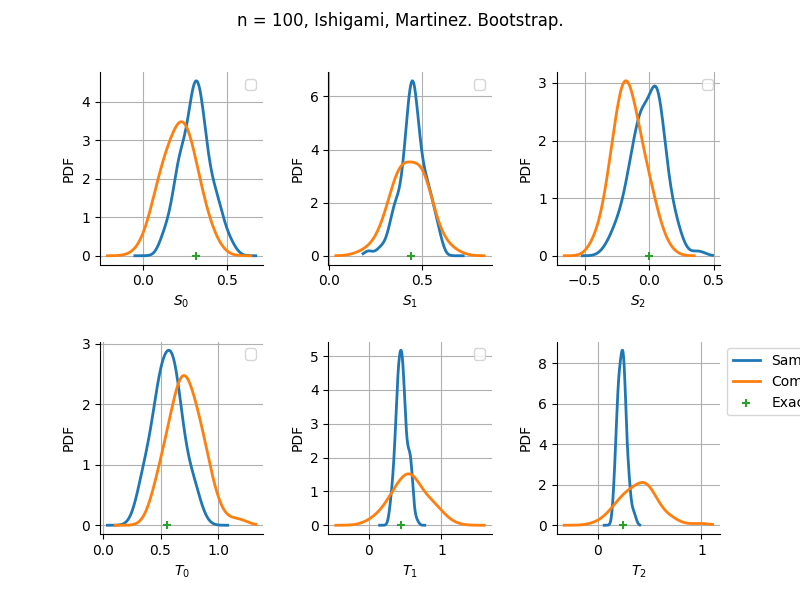 n = 100, Ishigami, Martinez. Bootstrap.
PDF
4
3
2
1
0
0.0 0.5
S0
PDF
6
4
2
0
0.0 0.5
S1
PDF
3
2
1
0
−0.5 0.0 0.5
S2
PDF
3
2
1
0
0.0 0.5 1.0
T0
PDF
5
4
3
2
1
0
0 1
T1
PDF
8
6
4
2
0
0 1
T2
Sam
Com
Exac